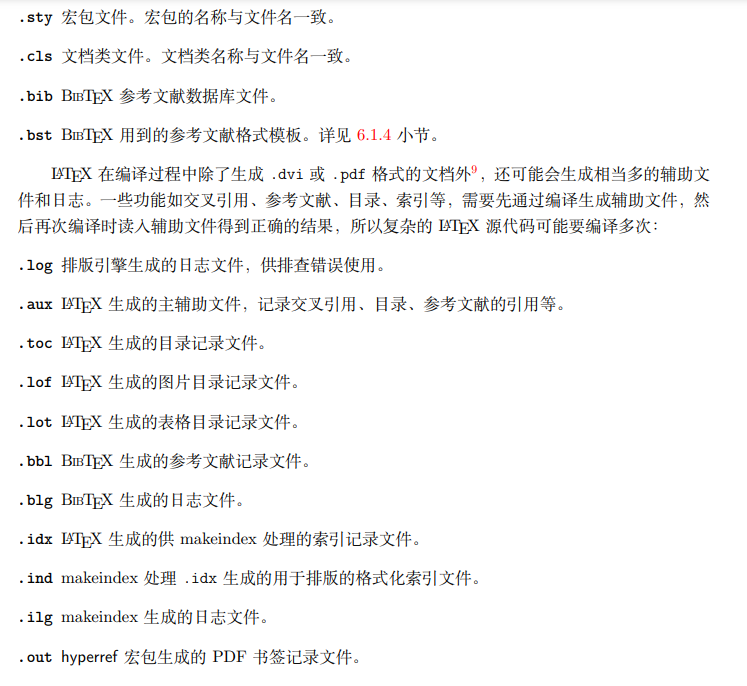 .sty 宏包文件。宏包的名称与文件名一致。
.cls 文档类文件。文档类名称与文件名一致。
.bib BIBTEX 参考文献数据库文件。
.bst BIBTEX 用到的参考文献格式模板。详见 6.1.4 小节。
LATEX 在编译过程中除了生成 .dvi 或 .pdf 格式的文档外9，还可能会生成相当多的辅助文
件和日志。一些功能如交叉引用、参考文献、目录、索引等，需要先通过编译生成辅助文件，然
后再次编译时读入辅助文件得到正确的结果，所以复杂的 LATEX 源代码可能要编译多次：
.log 排版引擎生成的日志文件，供排查错误使用。
.aux LATEX 生成的主辅助文件，记录交叉引用、目录、参考文献的引用等。
.toc LATEX 生成的目录记录文件。
.lof LATEX 生成的图片目录记录文件。
.lot LATEX 生成的表格目录记录文件。
.bbl BIBTEX 生成的参考文献记录文件。
.blg BIBTEX 生成的日志文件。
.idx LATEX 生成的供 makeindex 处理的索引记录文件。
.ind makeindex 处理 .idx 生成的用于排版的格式化索引文件。
.ilg makeindex 生成的日志文件。
.out hyperref 宏包生成的 PDF 书签记录文件。